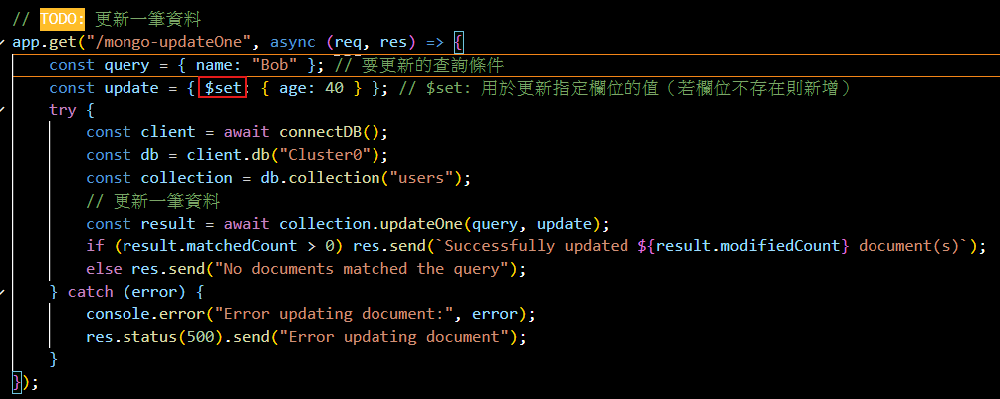 // TODO: 更新一筆資料
app.get("/mongo-updateOne", async (req, res) => {
const query = { name: "Bob" }; // 要更新的查詢條件
const update = { $set: { age: 40 } }; // $set: 用於更新指定欄位的值（若欄位不存在則新增）
try {
const client = await connectDB();
const db = client.db("Cluster0");
const collection = db.collection("users");
// 更新一筆資料
const result = await collection.updateOne(query, update);
if (result.matchedCount > 0) res.send(`Successfully updated ${result.modifiedCount} document(s)`);
else res.send("No documents matched the query");
} catch (error) {
console.error("Error updating document:", error);
res.status(500).send("Error updating document");
}
});